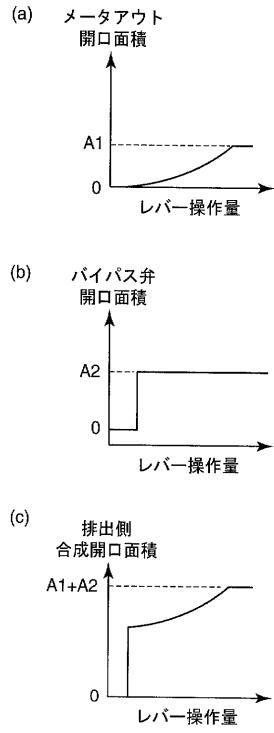 (a)
メータアウト
開口面積
A1
0
レバー操作量
(b)
バイパス弁
開口面積
A2
0
レバー操作量
(c)
排出側
合成開口面積
A1+A2
0
レバー操作量